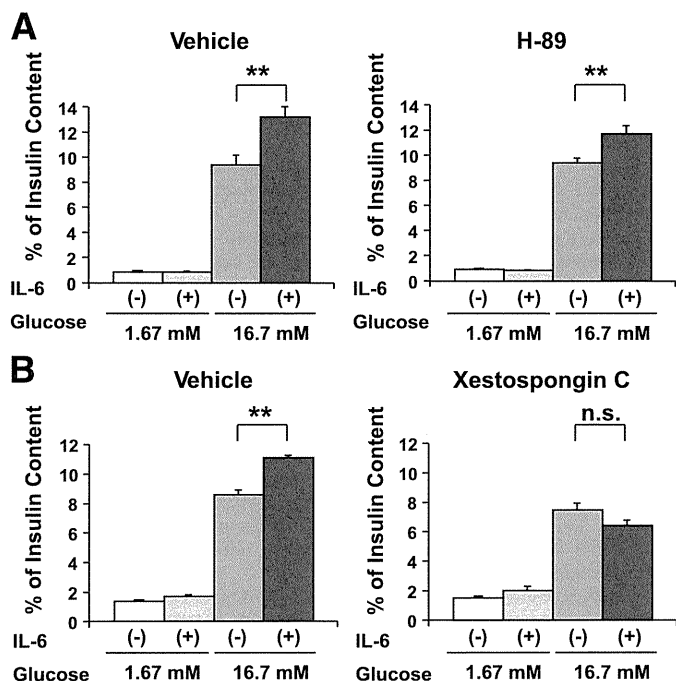 A
Vehicle
H-89
**
**
% of Insulin Content
14
12
10
8
6
4
2
0
% of Insulin Content
14
12
10
8
6
4
2
0
IL-6 (-) (+) (-) (+)
Glucose 1.67 mM 16.7 mM
IL-6 (-) (+) (-) (+)
Glucose 1.67 mM 16.7 mM
B
Vehicle
Xestospongin C
**
n.s.
% of Insulin Content
12
10
8
6
4
2
0
% of Insulin Content
12
10
8
6
4
2
0
IL-6 (-) (+) (-) (+)
Glucose 1.67 mM 16.7 mM
IL-6 (-) (+) (-) (+)
Glucose 1.67 mM 16.7 mM